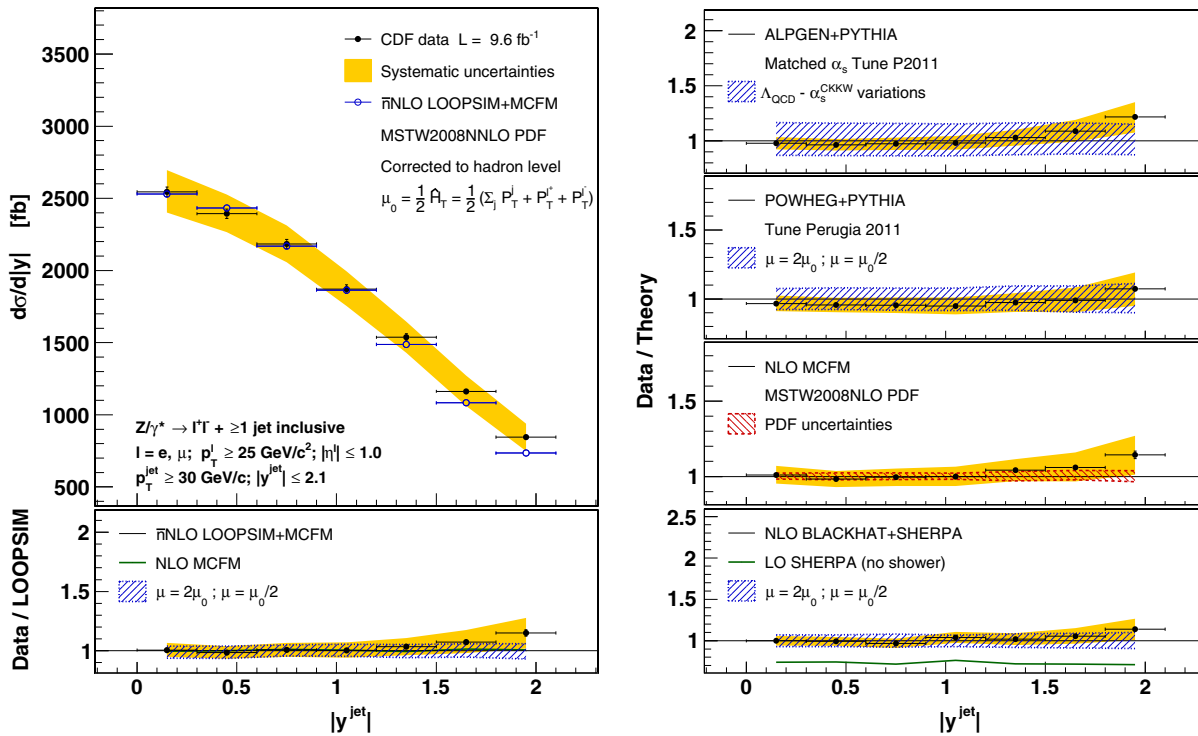 3500
3000
2500
2000
1500
1000
500
dσ/d|y| [fb]
CDF data L = 9.6 fb⁻¹
Systematic uncertainties
n̄NLO LOOPSIM+MCFM
MSTW2008NNLO PDF
Corrected to hadron level
μ₀ = 1/2 Ĥ_T = 1/2 (Σ_j P_T^j + P_T^l⁺ + P_T^l⁻)
Z/γ* → l⁺l⁻ + ≥1 jet inclusive
l = e, μ; p_T^l ≥ 25 GeV/c²; |η^l| ≤ 1.0
p_T^jet ≥ 30 GeV/c; |y^jet| ≤ 2.1
Data / LOOPSIM
2
1.5
1
n̄NLO LOOPSIM+MCFM
NLO MCFM
μ = 2μ₀ ; μ = μ₀/2
0 0.5 1 1.5 2
|y^jet|
Data / Theory
2
1.5
1
ALPGEN+PYTHIA
Matched α_s Tune P2011
Λ_QCD - α_s^CKKW variations
1.5
1
POWHEG+PYTHIA
Tune Perugia 2011
μ = 2μ₀ ; μ = μ₀/2
1.5
1
NLO MCFM
MSTW2008NLO PDF
PDF uncertainties
2.5
2
1.5
1
NLO BLACKHAT+SHERPA
LO SHERPA (no shower)
μ = 2μ₀ ; μ = μ₀/2
0 0.5 1 1.5 2
|y^jet|